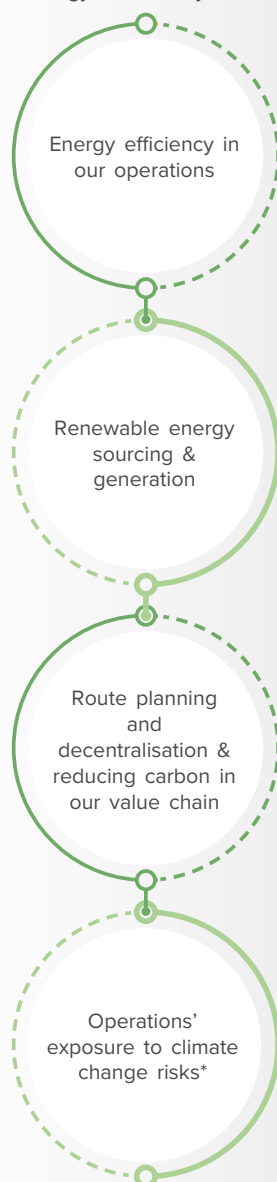 Energy efficiency in
our operations
Renewable energy
sourcing &
generation
Route planning
and
decentralisation &
reducing carbon in
our value chain
Operations’
exposure to climate
change risks*